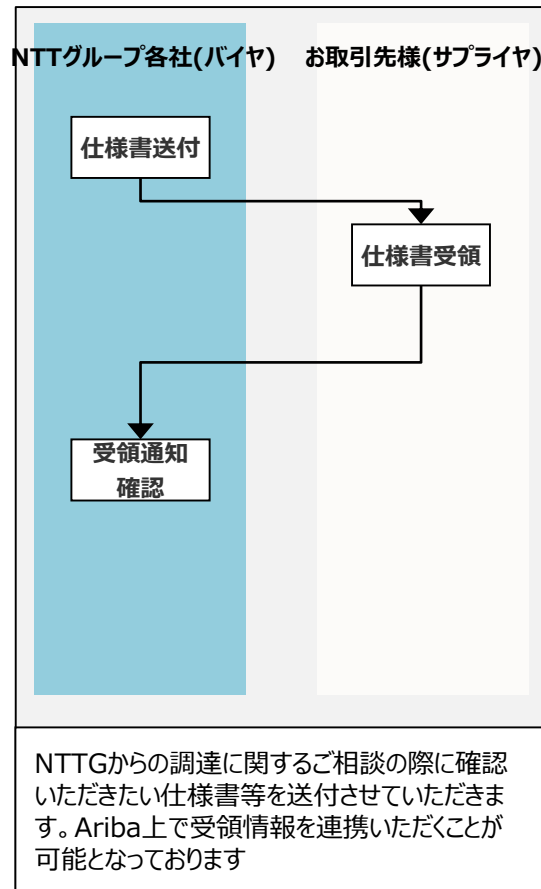 NTTグループ各社(バイヤ) お取引先様(サプライヤ)
仕様書送付
仕様書受領
受領通知
確認
NTTGからの調達に関するご相談の際に確認
いただきたい仕様書等を送付させていただきま
す。Ariba上で受領情報を連携いただくことが
可能となっております